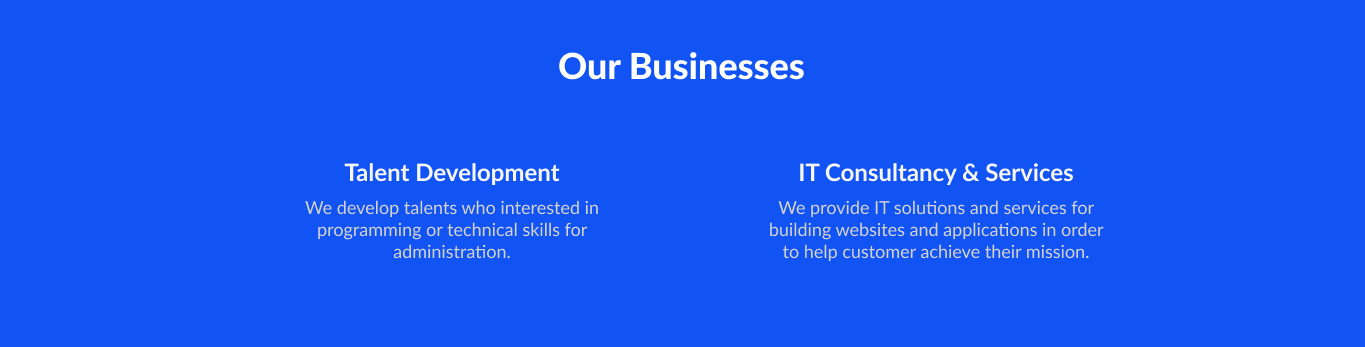 Our Businesses
Talent Development
We develop talents who interested in
programming or technical skills for
administration.
IT Consultancy & Services
We provide IT solutions and services for
building websites and applications in order
to help customer achieve their mission.